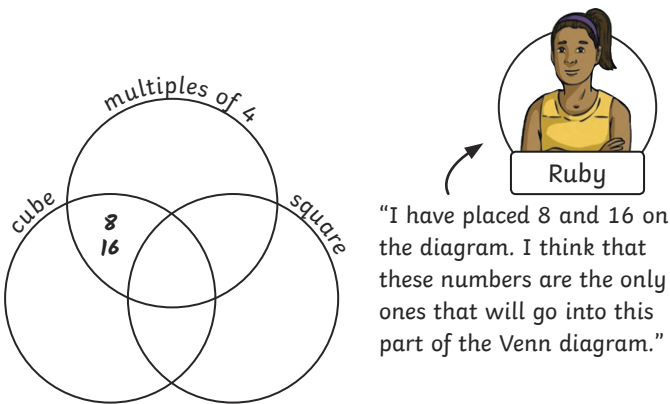 multiples of 4
cube
square
8
16
Ruby
“I have placed 8 and 16 on
the diagram. I think that
these numbers are the only
ones that will go into this
part of the Venn diagram.”